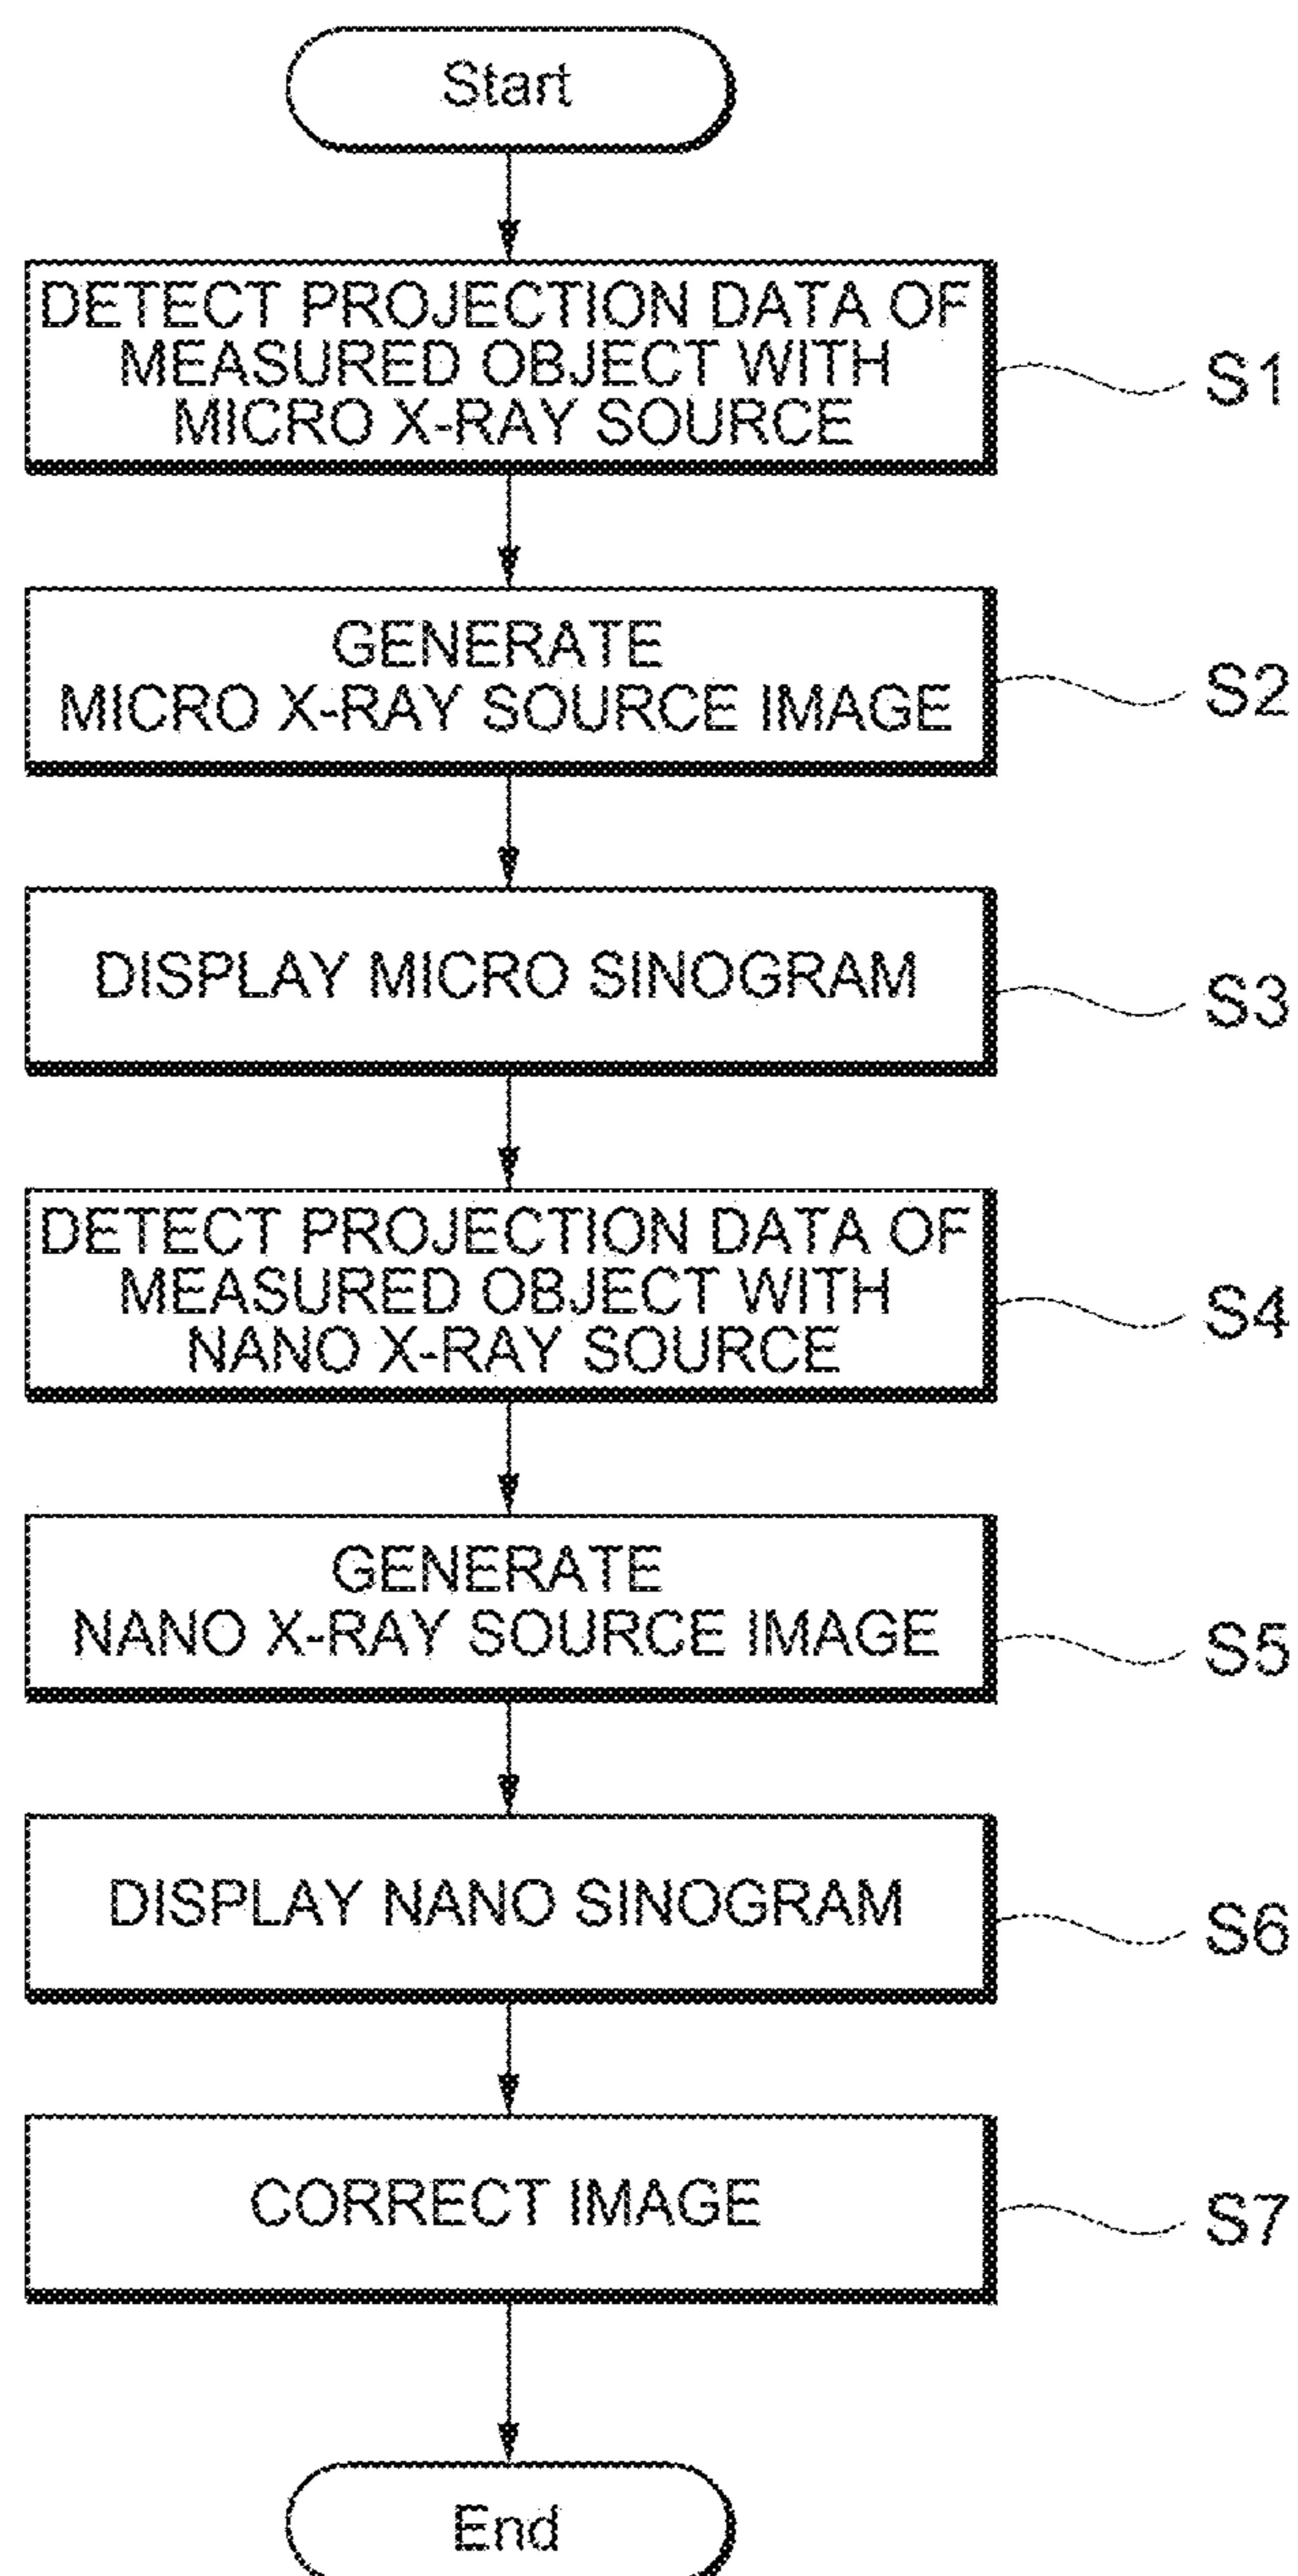 Start
DETECT PROJECTION DATA OF
MEASURED OBJECT WITH
MICRO X-RAY SOURCE
S1
GENERATE
MICRO X-RAY SOURCE IMAGE
S2
DISPLAY MICRO SINOGRAM
S3
DETECT PROJECTION DATA OF
MEASURED OBJECT WITH
NANO X-RAY SOURCE
S4
GENERATE
NANO X-RAY SOURCE IMAGE
S5
DISPLAY NANO SINOGRAM
S6
CORRECT IMAGE
S7
End